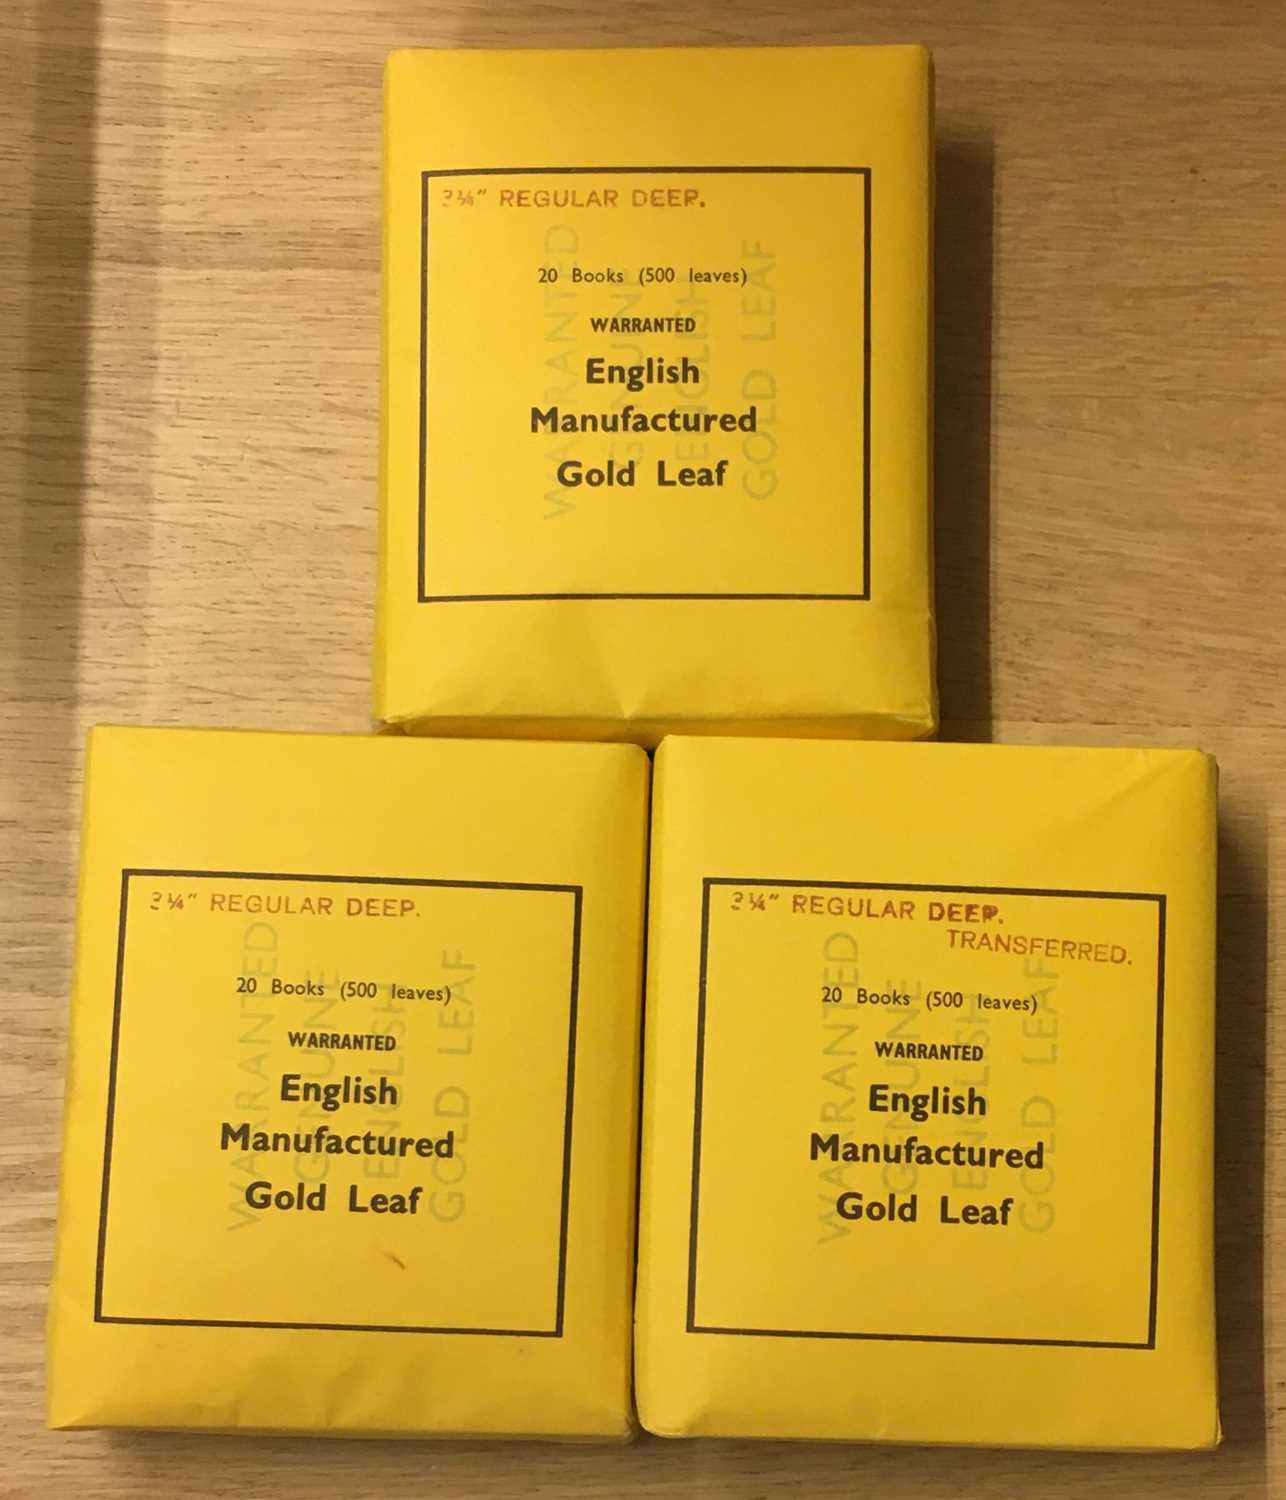 3¼" REGULAR DEEP.
20 Books (500 leaves)
WARRANTED
English
Manufactured
Gold Leaf
WARRANTED
GENUINE
ENGLISH
GOLD LEAF
3¼" REGULAR DEEP.
20 Books (500 leaves)
WARRANTED
English
Manufactured
Gold Leaf
WARRANTED
GENUINE
ENGLISH
GOLD LEAF
3¼" REGULAR DEEP.
TRANSFERRED.
20 Books (500 leaves)
WARRANTED
English
Manufactured
Gold Leaf
WARRANTED
GENUINE
ENGLISH
GOLD LEAF